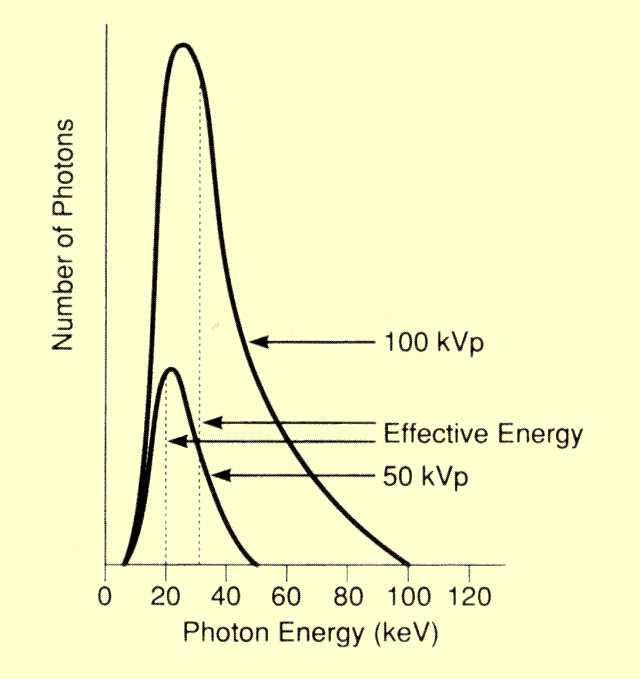 Number of Photons
100 kVp
Effective Energy
50 kVp
0 20 40 60 80 100 120
Photon Energy (keV)